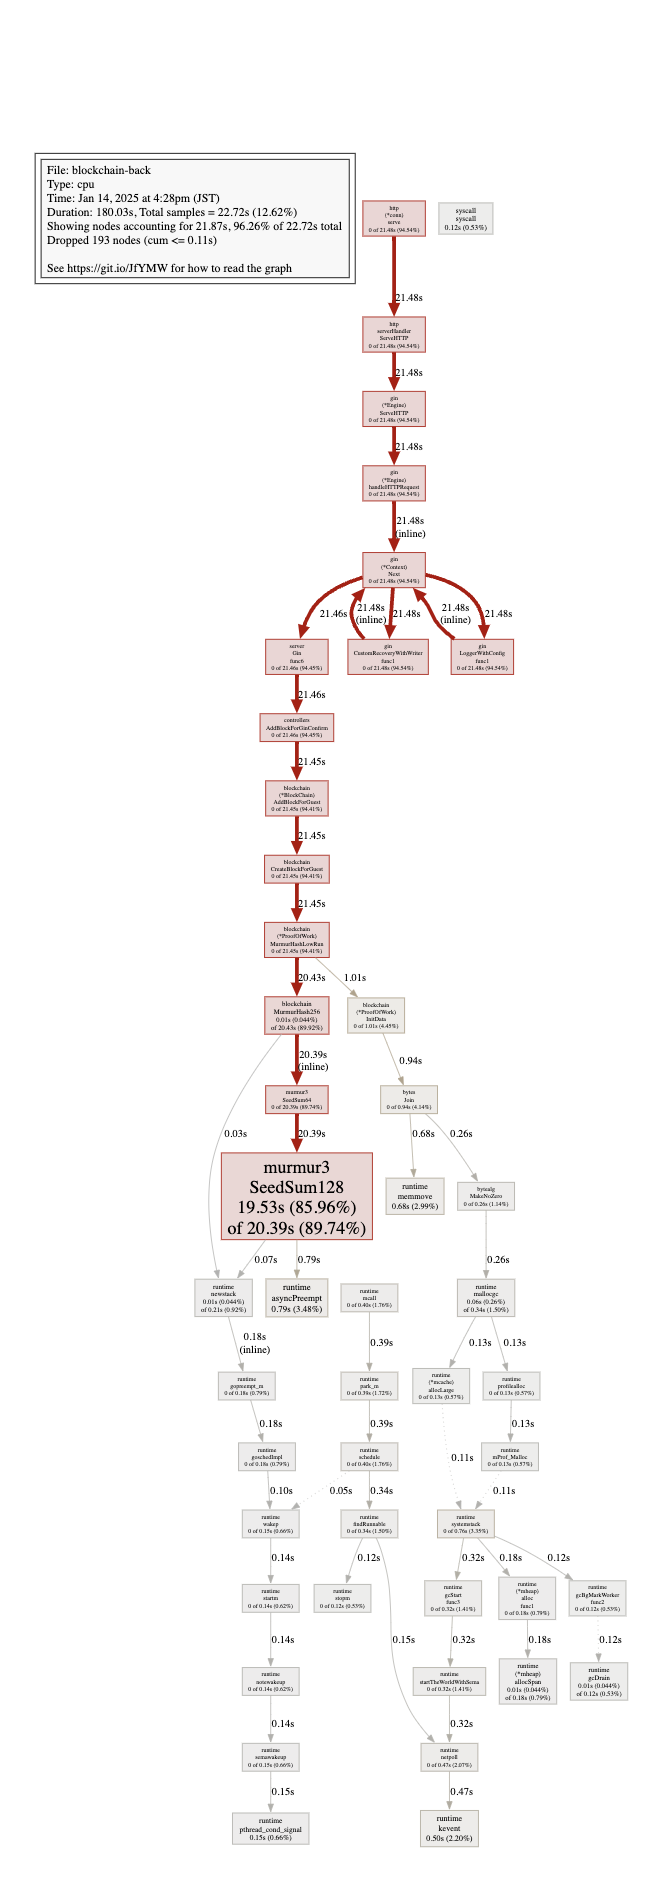 File: blockchain-back
Type: cpu
Time: Jan 14, 2025 at 4:28pm (JST)
Duration: 180.03s, Total samples = 22.72s (12.62%)
Showing nodes accounting for 21.87s, 96.26% of 22.72s total
Dropped 193 nodes (cum <= 0.11s)
See https://git.io/JfYMW for how to read the graph
http
(*conn)
serve
0 of 21.48s (94.54%)
syscall
syscall
0.12s (0.53%)
21.48s
http
serverHandler
ServeHTTP
0 of 21.48s (94.54%)
21.48s
gin
(*Engine)
ServeHTTP
0 of 21.48s (94.54%)
21.48s
gin
(*Engine)
handleHTTPRequest
0 of 21.48s (94.54%)
21.48s
(inline)
gin
(*Context)
Next
0 of 21.48s (94.54%)
21.46s
21.48s
(inline)
21.48s
21.48s
(inline)
21.48s
server
Gin
func6
0 of 21.46s (94.45%)
gin
CustomRecoveryWithWriter
func1
0 of 21.48s (94.54%)
gin
LoggerWithConfig
func1
0 of 21.48s (94.54%)
21.46s
controllers
AddBlockForGinConfirm
0 of 21.46s (94.45%)
21.45s
blockchain
(*BlockChain)
AddBlockForGuest
0 of 21.45s (94.41%)
21.45s
blockchain
CreateBlockForGuest
0 of 21.45s (94.41%)
21.45s
blockchain
(*ProofOfWork)
MurmurHashLowRun
0 of 21.45s (94.41%)
20.43s
1.01s
blockchain
MurmurHash256
0.01s (0.044%)
of 20.43s (89.92%)
blockchain
(*ProofOfWork)
InitData
0 of 1.01s (4.45%)
20.39s
(inline)
0.94s
murmur3
SeedSum64
0 of 20.39s (89.74%)
bytes
Join
0 of 0.94s (4.14%)
0.03s
20.39s
0.68s
0.26s
murmur3
SeedSum128
19.53s (85.96%)
of 20.39s (89.74%)
runtime
memmove
0.68s (2.99%)
bytealg
MakeNoZero
0 of 0.26s (1.14%)
0.07s
0.79s
0.26s
runtime
newstack
0.01s (0.044%)
of 0.21s (0.92%)
runtime
asyncPreempt
0.79s (3.48%)
runtime
mcall
0 of 0.40s (1.76%)
runtime
mallocgc
0.06s (0.26%)
of 0.34s (1.50%)
0.18s
(inline)
0.39s
0.13s
0.13s
runtime
gopreempt_m
0 of 0.18s (0.79%)
runtime
park_m
0 of 0.39s (1.72%)
runtime
(*mcache)
allocLarge
0 of 0.13s (0.57%)
runtime
profilealloc
0 of 0.13s (0.57%)
0.18s
0.39s
0.13s
runtime
goschedImpl
0 of 0.18s (0.79%)
runtime
schedule
0 of 0.40s (1.76%)
0.11s
runtime
mProf_Malloc
0 of 0.13s (0.57%)
0.10s
0.05s
0.34s
0.11s
runtime
wakep
0 of 0.15s (0.66%)
runtime
findRunnable
0 of 0.34s (1.50%)
runtime
systemstack
0 of 0.76s (3.35%)
0.14s
0.12s
0.32s
0.18s
0.12s
runtime
startm
0 of 0.14s (0.62%)
runtime
stopm
0 of 0.12s (0.53%)
runtime
gcStart
func3
0 of 0.32s (1.41%)
runtime
(*mheap)
alloc
func1
0 of 0.18s (0.79%)
runtime
gcBgMarkWorker
func2
0 of 0.12s (0.53%)
0.14s
0.15s
0.32s
0.18s
0.12s
runtime
notewakeup
0 of 0.14s (0.62%)
runtime
startTheWorldWithSema
0 of 0.32s (1.41%)
runtime
(*mheap)
allocSpan
0.01s (0.044%)
of 0.18s (0.79%)
runtime
gcDrain
0.01s (0.044%)
of 0.12s (0.53%)
0.14s
0.32s
runtime
semawakeup
0 of 0.15s (0.66%)
runtime
netpoll
0 of 0.47s (2.07%)
0.15s
0.47s
runtime
pthread_cond_signal
0.15s (0.66%)
runtime
kevent
0.50s (2.20%)